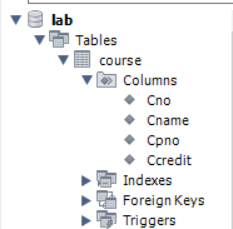 lab
Tables
course
Columns
Cno
Cname
Cpno
Ccredit
Indexes
Foreign Keys
Triggers